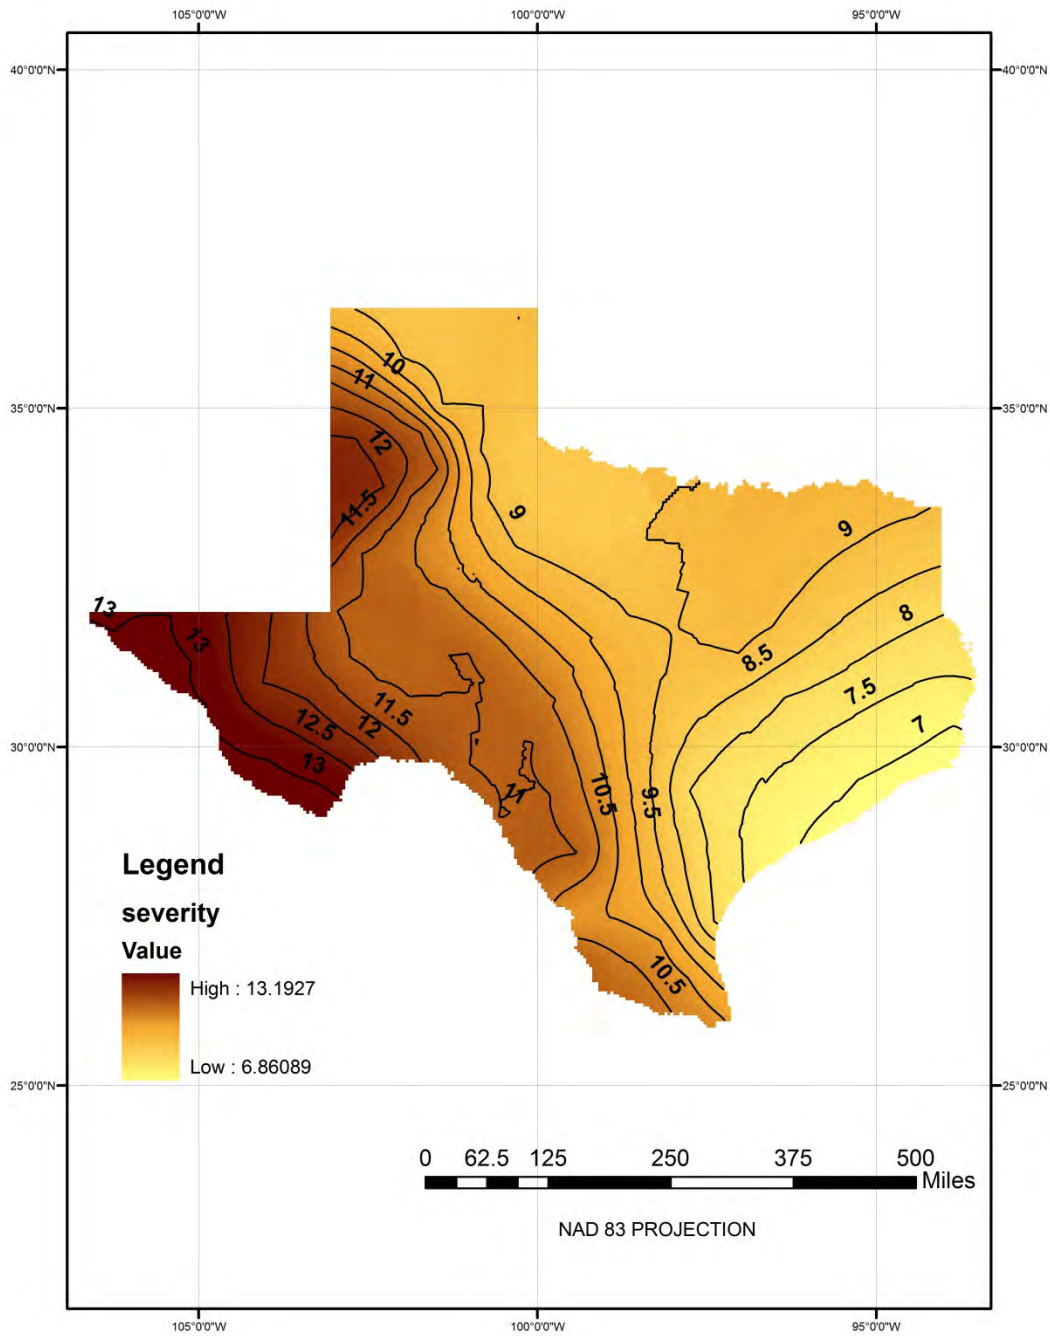 105°0'0"W 100°0'0"W 95°0'0"W
40°0'0"N 40°0'0"N
10
11
35°0'0"N 35°0'0"N
12
11.5
9
9
13
13
8
8.5
7.5
11.5
12.5
12
7
30°0'0"N 30°0'0"N
13
11
10.5
9.5
Legend
severity
Value
10.5
High : 13.1927
Low : 6.86089
25°0'0"N 25°0'0"N
0 62.5 125 250 375 500
Miles
NAD 83 PROJECTION
105°0'0"W 100°0'0"W 95°0'0"W